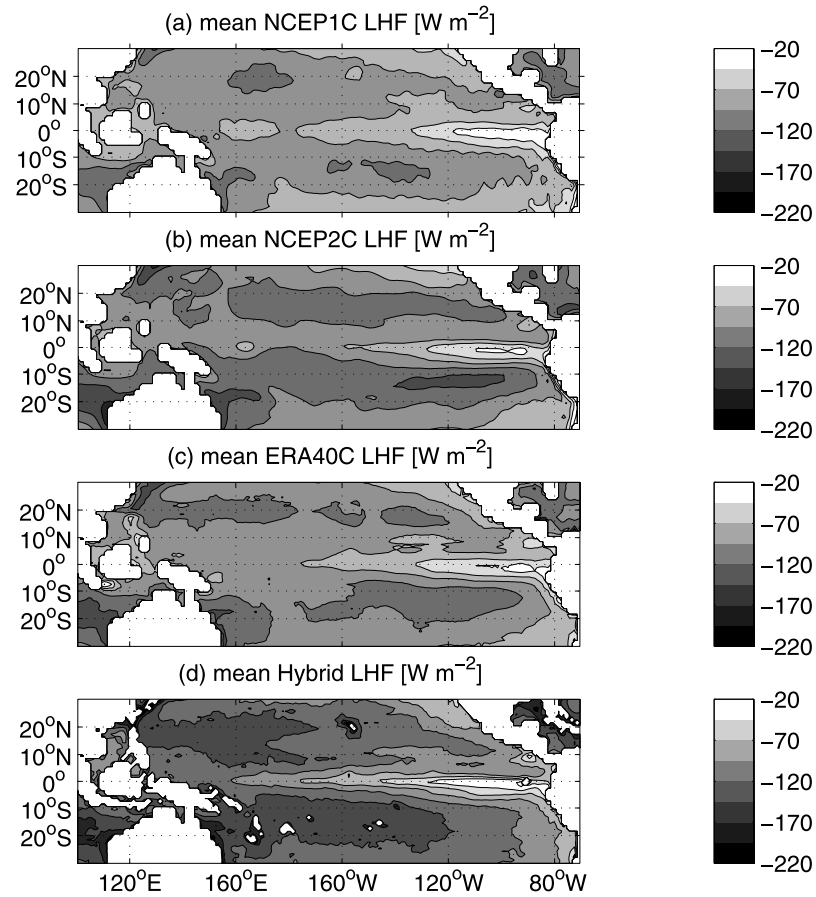 (a) mean NCEP1C LHF [W m⁻²]
20°N
10°N
0°
10°S
20°S
−20
−70
−120
−170
−220
(b) mean NCEP2C LHF [W m⁻²]
20°N
10°N
0°
10°S
20°S
−20
−70
−120
−170
−220
(c) mean ERA40C LHF [W m⁻²]
20°N
10°N
0°
10°S
20°S
−20
−70
−120
−170
−220
(d) mean Hybrid LHF [W m⁻²]
20°N
10°N
0°
10°S
20°S
120°E 160°E 160°W 120°W 80°W
−20
−70
−120
−170
−220